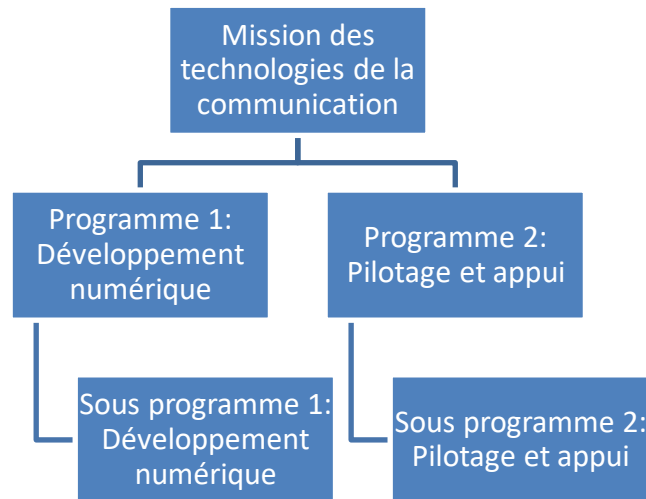 Mission des
technologies de la
communication
Programme 1:
Développement
numérique
Programme 2:
Pilotage et appui
Sous programme 1:
Développement
numérique
Sous programme 2:
Pilotage et appui